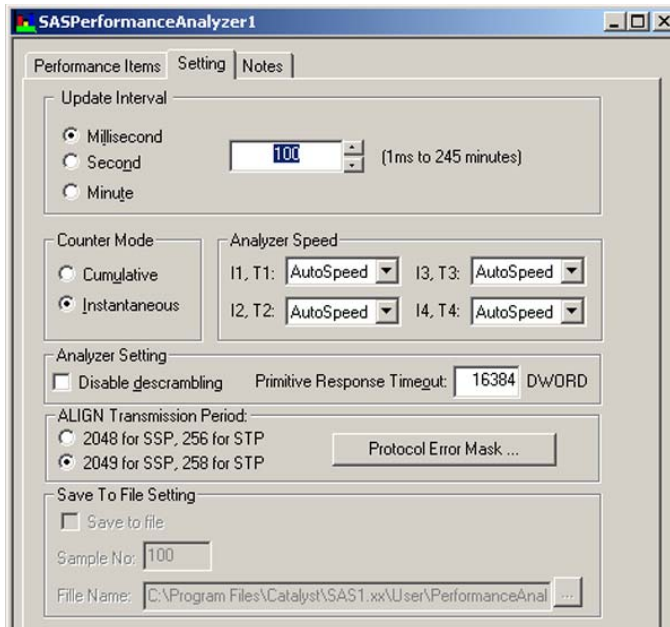 SASPerformanceAnalyzer1
Performance Items Setting Notes
Update Interval
Millisecond
Second
Minute
100 (1ms to 245 minutes)
Counter Mode
Cumulative
Instantaneous
Analyzer Speed
I1, T1: AutoSpeed I3, T3: AutoSpeed
I2, T2: AutoSpeed I4, T4: AutoSpeed
Analyzer Setting
Disable descrambling Primitive Response Timeout: 16384 DWORD
ALIGN Transmission Period:
2048 for SSP, 256 for STP
2049 for SSP, 258 for STP
Protocol Error Mask ...
Save To File Setting
Save to file
Sample No: 100
Fille Name: C:\Program Files\Catalyst\SAS1.xx\User\PerformanceAnal ...